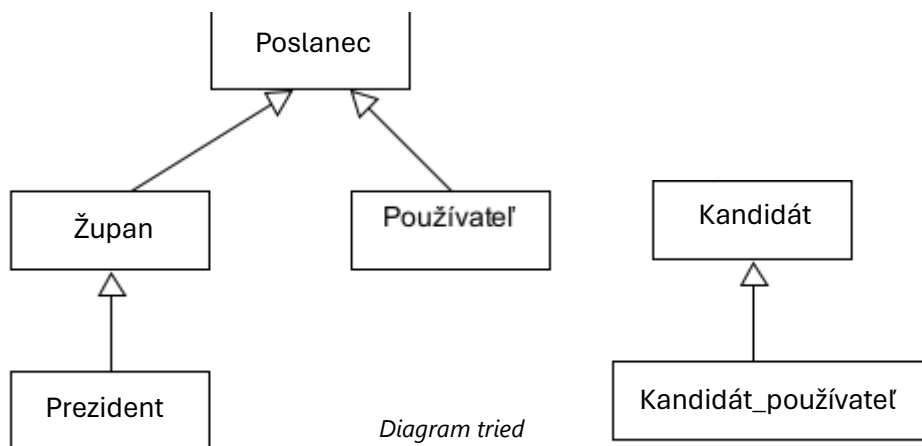 Poslanec
Župan
Používateľ
Kandidát
Prezident
Diagram tried
Kandidát_používateľ